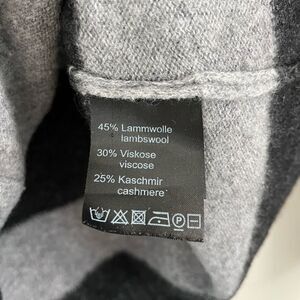 45% Lammwolle
lambswool
30% Viskose
viscose
25% Kaschmir
cashmere